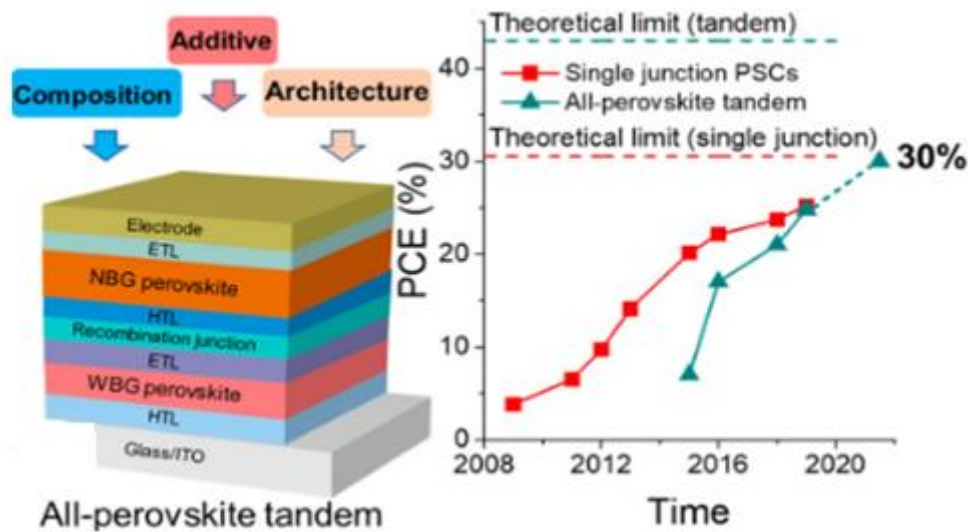 Additive
Composition
Architecture
Electrode
ETL
NBG perovskite
HTL
Recombination junction
ETL
WBG perovskite
HTL
Glass/ITO
All-perovskite tandem
Theoretical limit (tandem)
Single junction PSCs
All-perovskite tandem
Theoretical limit (single junction)
30%
PCE (%)
40
30
20
10
0
2008
2012
2016
2020
Time